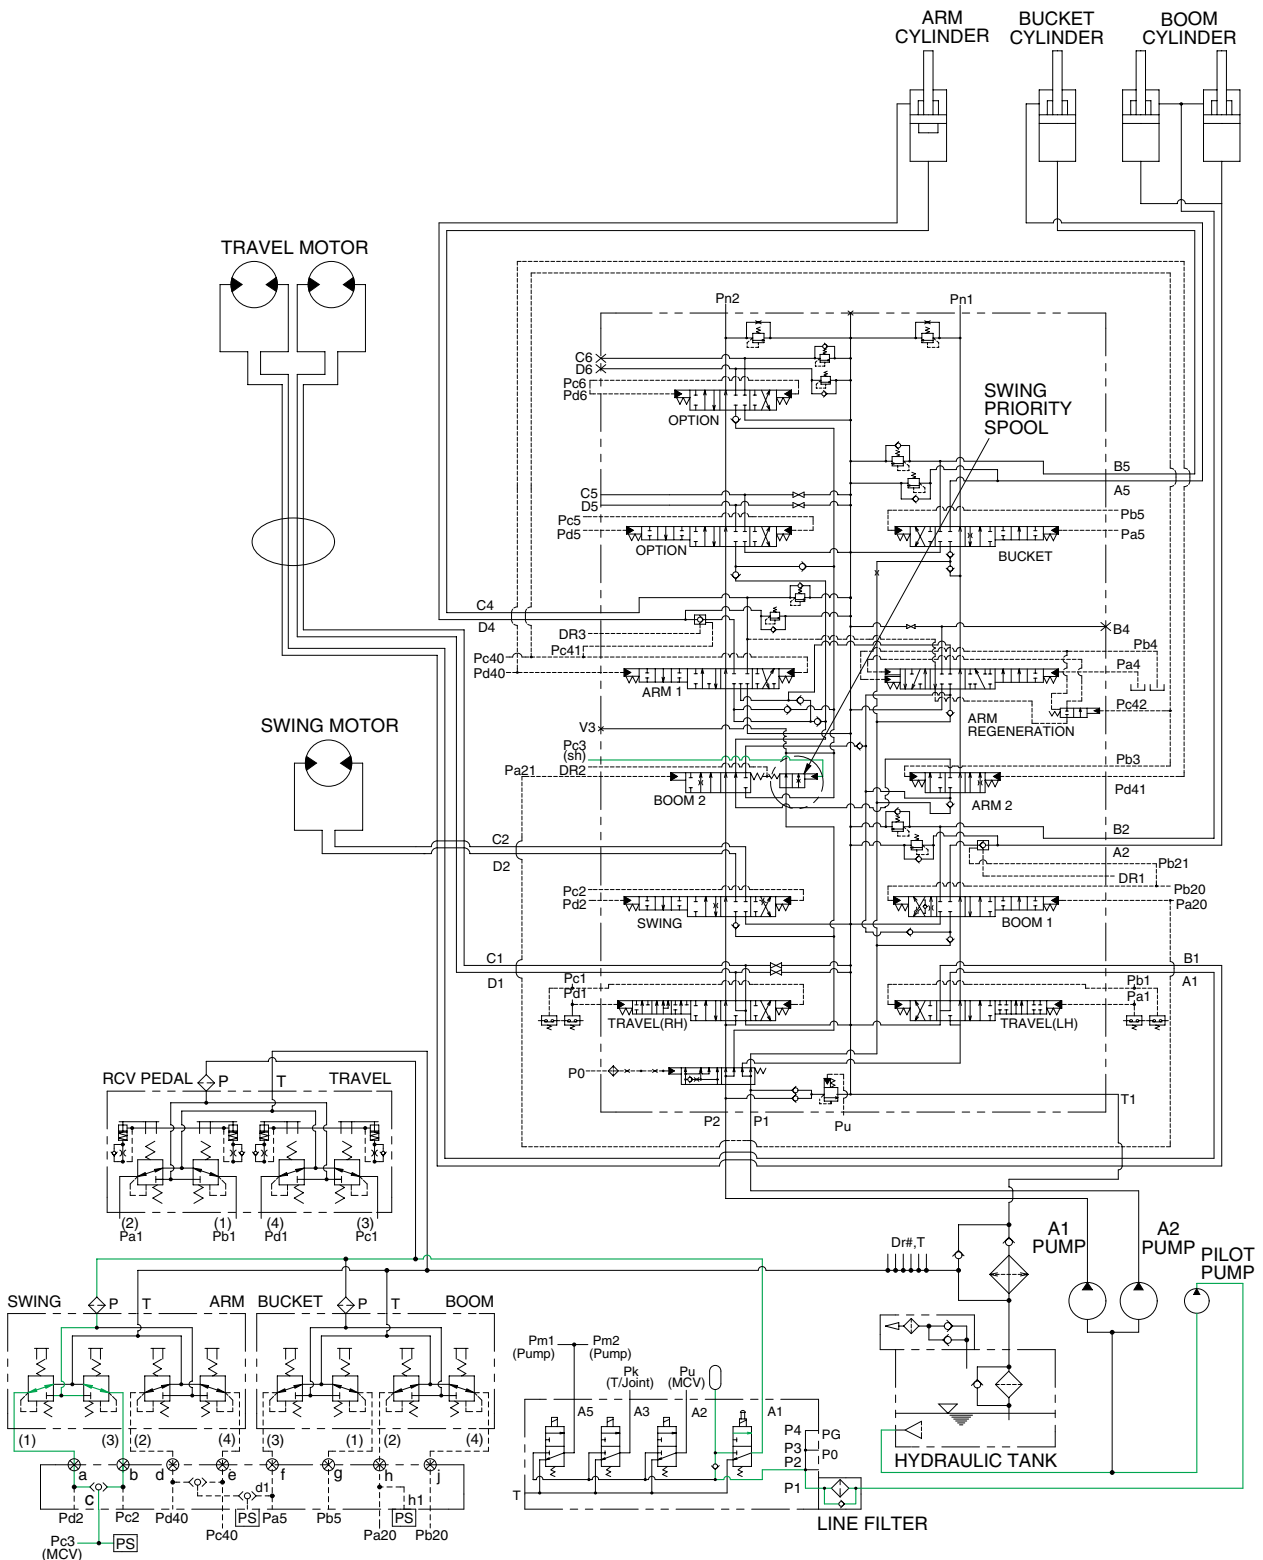 ARM
CYLINDER
BUCKET
CYLINDER
BOOM
CYLINDER
TRAVEL MOTOR
Pn2
Pn1
C6
D6
Pc6
Pd6
OPTION
SWING
PRIORITY
SPOOL
B5
A5
C5
D5
Pc5
Pd5
OPTION
Pb5
Pa5
BUCKET
C4
D4
DR3
Pc41
Pc40
Pd40
ARM 1
B4
Pb4
Pa4
Pc42
ARM
REGENERATION
SWING MOTOR
V3
Pc3
(sh)
DR2
Pa21
BOOM 2
Pb3
Pd41
ARM 2
C2
D2
B2
A2
Pb21
DR1
Pb20
Pa20
Pc2
Pd2
SWING
BOOM 1
C1
D1
B1
A1
Pc1
Pd1
TRAVEL(RH)
Pb1
Pa1
TRAVEL(LH)
P0
P2
P1
Pu
T1
RCV PEDAL
P
T
TRAVEL
(2)
Pa1
(1)
Pb1
(4)
Pd1
(3)
Pc1
Dr#,T
A1
PUMP
A2
PUMP
PILOT
PUMP
SWING
P
T
ARM
BUCKET
P
T
BOOM
(1)
(3)
(2)
(4)
(3)
(1)
(2)
(4)
a
b
d
e
f
g
h
j
c
d1
h1
Pd2
Pc2
Pd40
Pc40
PS
Pa5
Pb5
Pa20
PS
Pb20
Pc3
(MCV)
PS
Pm1
(Pump)
Pm2
(Pump)
Pk
(T/Joint)
Pu
(MCV)
A5
A3
A2
A1
P4
PG
P3
P0
P2
P1
T
LINE FILTER
HYDRAULIC TANK